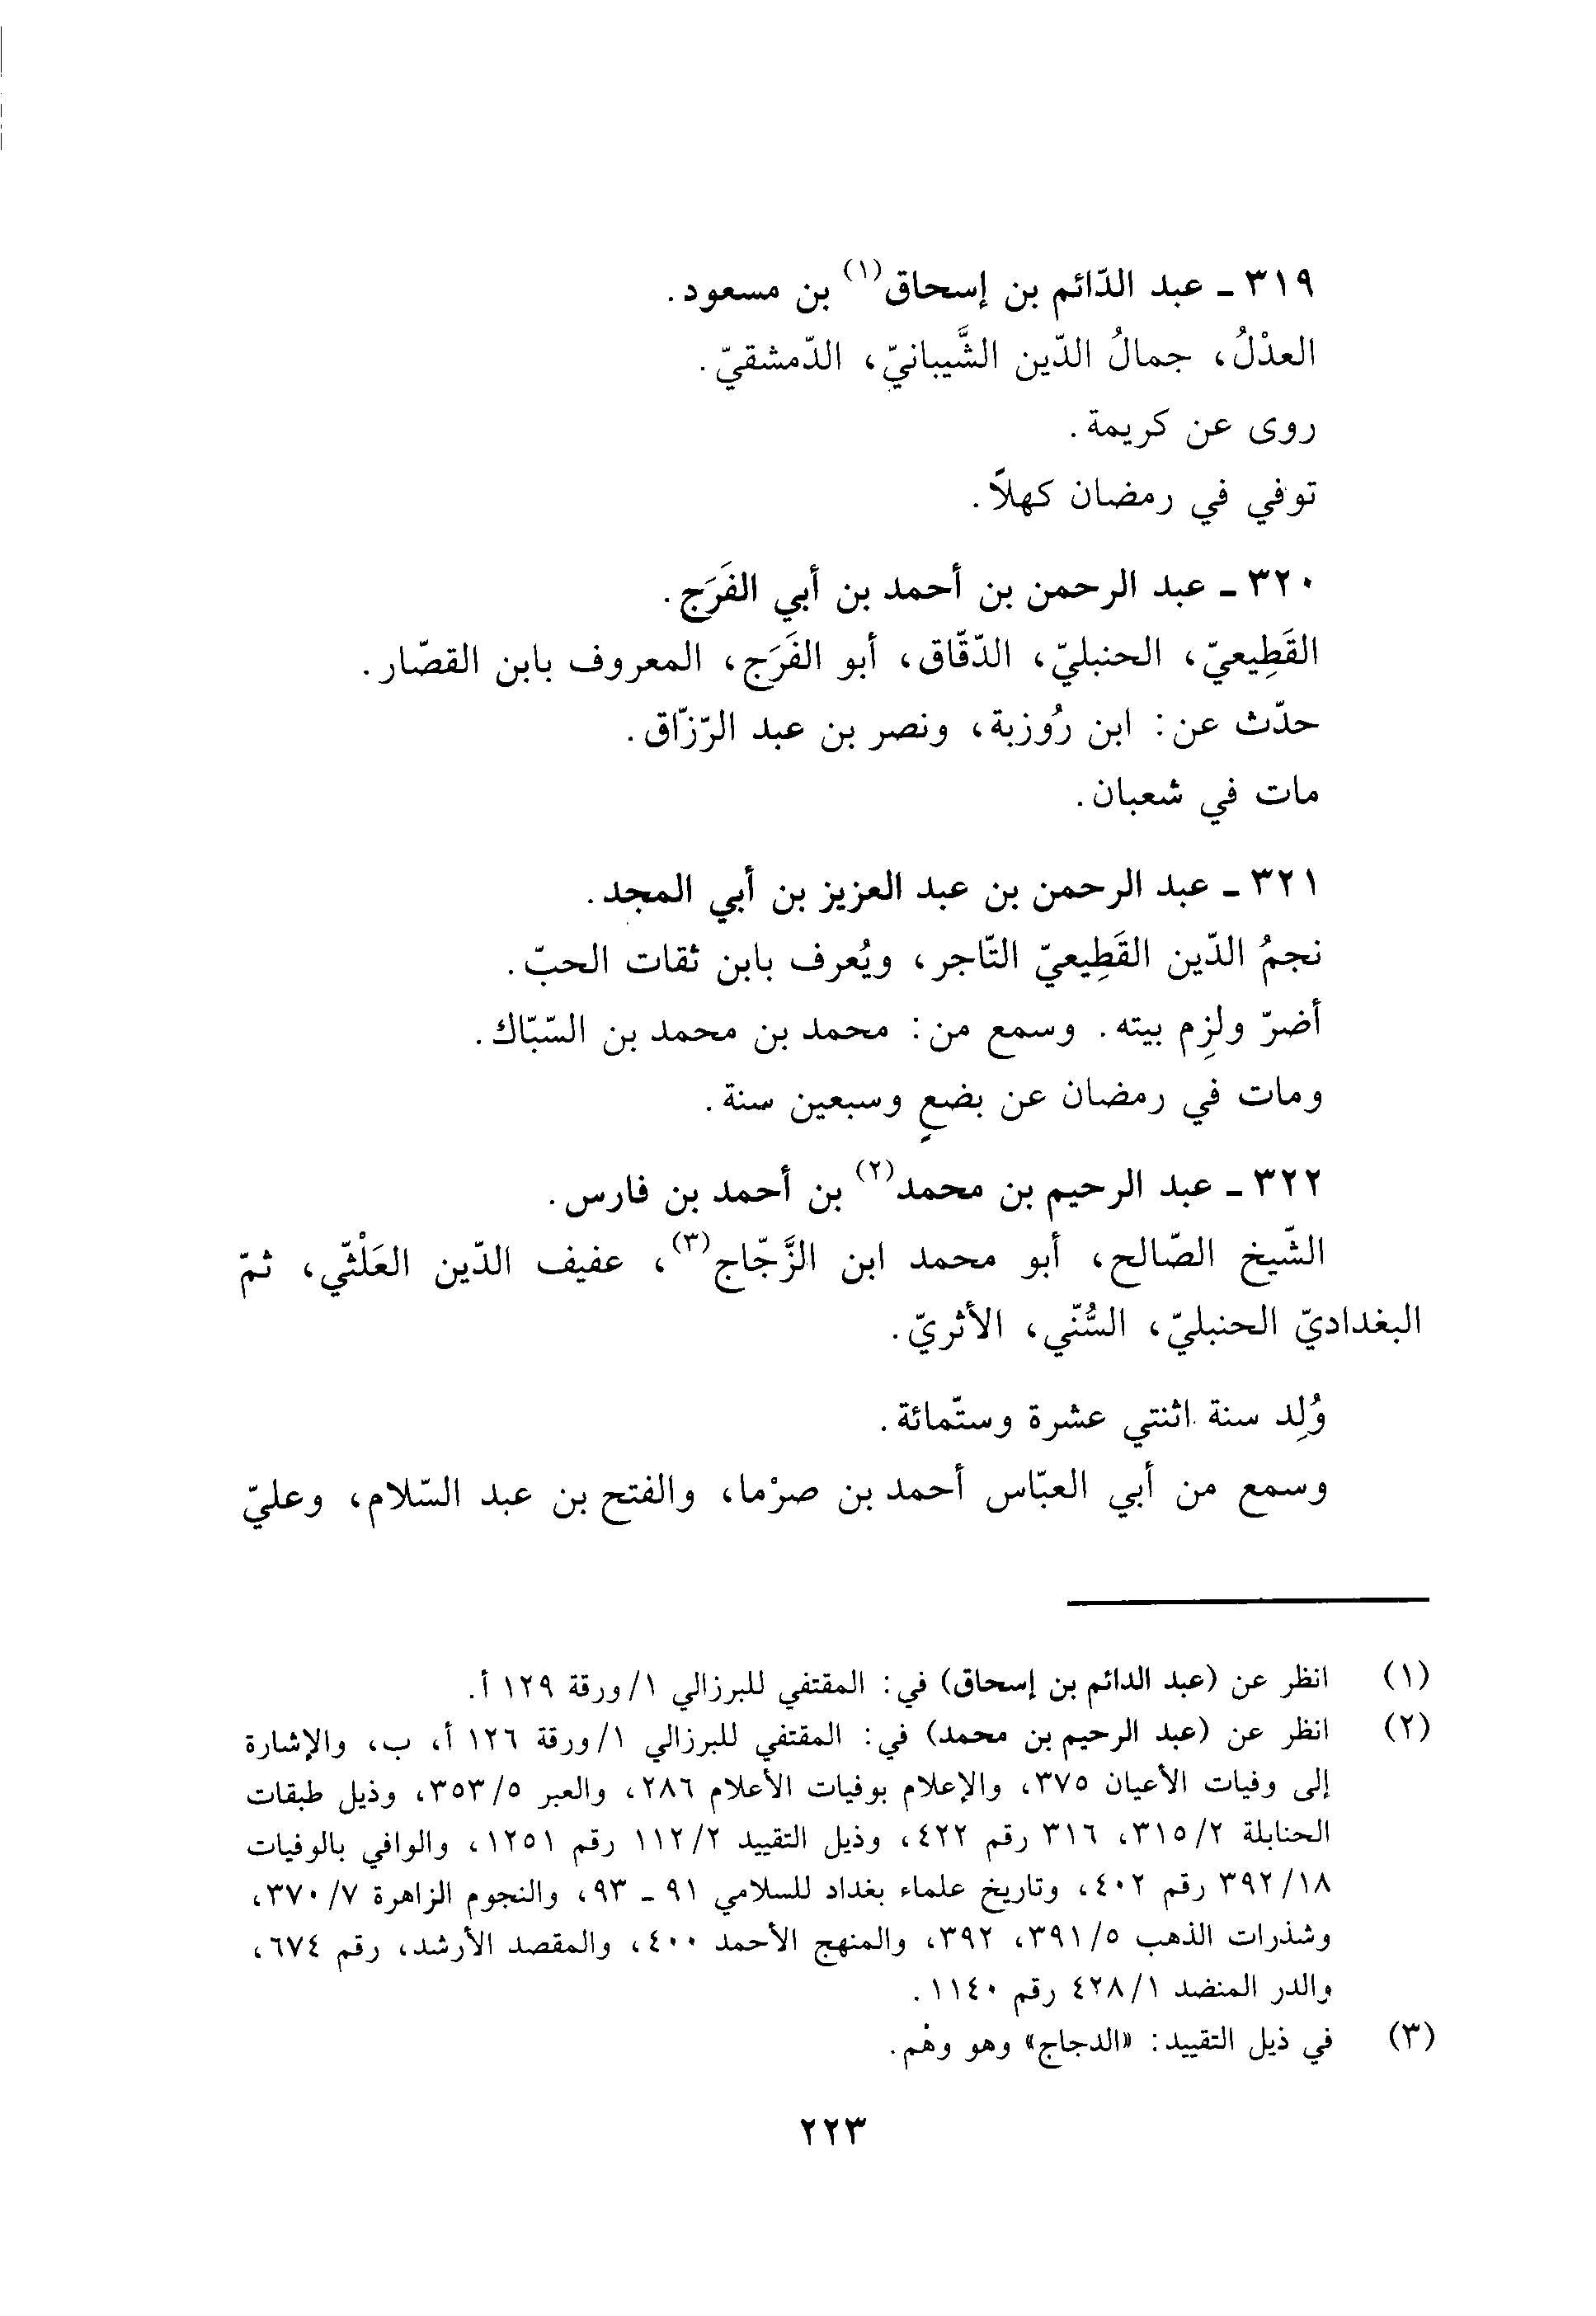 ٣١٩ ـ عبد الدّائم بن إسحاق(١) بن مسعود.
العدْلُ، جمالُ الدّين الشَّيبانيّ، الدّمشقيّ.
روى عن كريمة.
توفي في رمضان كهلاً.
٣٢٠ ـ عبد الرحمن بن أحمد بن أبي الفَرَج.
القَطِيعيّ، الحنبليّ، الدّقّاق، أبو الفَرَج، المعروف بابن القصّار.
حدّث عن: ابن رُوزبة، ونصر بن عبد الرّزّاق.
مات في شعبان.
٣٢١ ـ عبد الرحمن بن عبد العزيز بن أبي المجد.
نجمُ الدّين القَطِيعيّ التّاجر، ويُعرف بابن ثقات الحبّ.
أضرّ ولزِم بيته. وسمع من: محمد بن محمد بن السّبّاك.
ومات في رمضان عن بضعٍ وسبعين سنة.
٣٢٢ ـ عبد الرحيم بن محمد(٢) بن أحمد بن فارس.
الشّيخ الصّالح، أبو محمد ابن الزَّجّاج(٣)، عفيف الدّين العَلْثّي، ثمّ
البغداديّ الحنبليّ، السُّنّي، الأثريّ.
وُلِد سنة اثنتي عشرة وستّمائة.
وسمع من أبي العبّاس أحمد بن صرْما، والفتح بن عبد السّلام، وعليّ
(١) انظر عن (عبد الدائم بن إسحاق) في: المقتفي للبرزالي ١/ورقة ١٢٩ أ.
(٢) انظر عن (عبد الرحيم بن محمد) في: المقتفي للبرزالي ١/ورقة ١٢٦ أ، ب، والإشارة
إلى وفيات الأعيان ٣٧٥، والإعلام بوفيات الأعلام ٢٨٦، والعبر ٣٥٣/٥، وذيل طبقات
الحنابلة ٣١٥/٢، ٣١٦ رقم ٤٢٢، وذيل التقييد ١١٢/٢ رقم ١٢٥١، والوافي بالوفيات
٣٩٢/١٨ رقم ٤٠٢، وتاريخ علماء بغداد للسلامي ٩١ ـ ٩٣، والنجوم الزاهرة ٣٧٠/٧،
وشذرات الذهب ٣٩١/٥، ٣٩٢، والمنهج الأحمد ٤٠٠، والمقصد الأرشد، رقم ٦٧٤،
والدر المنضد ٤٢٨/١ رقم ١١٤٠.
(٣) في ذيل التقييد: «الدجاج» وهو وهْم.
٢٢٣